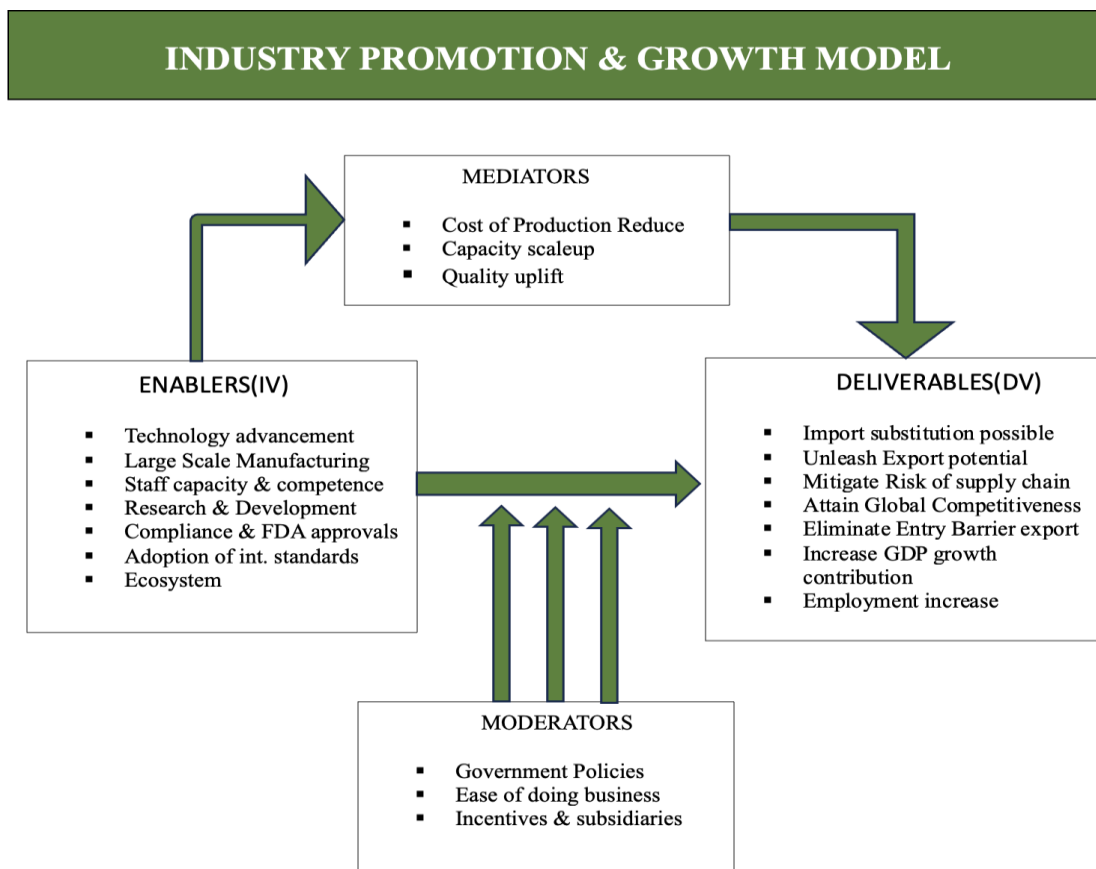 INDUSTRY PROMOTION & GROWTH MODEL
MEDIATORS
▪ Cost of Production Reduce
▪ Capacity scaleup
▪ Quality uplift
ENABLERS(IV)
▪ Technology advancement
▪ Large Scale Manufacturing
▪ Staff capacity & competence
▪ Research & Development
▪ Compliance & FDA approvals
▪ Adoption of int. standards
▪ Ecosystem
DELIVERABLES(DV)
▪ Import substitution possible
▪ Unleash Export potential
▪ Mitigate Risk of supply chain
▪ Attain Global Competitiveness
▪ Eliminate Entry Barrier export
▪ Increase GDP growth
contribution
▪ Employment increase
MODERATORS
▪ Government Policies
▪ Ease of doing business
▪ Incentives & subsidiaries